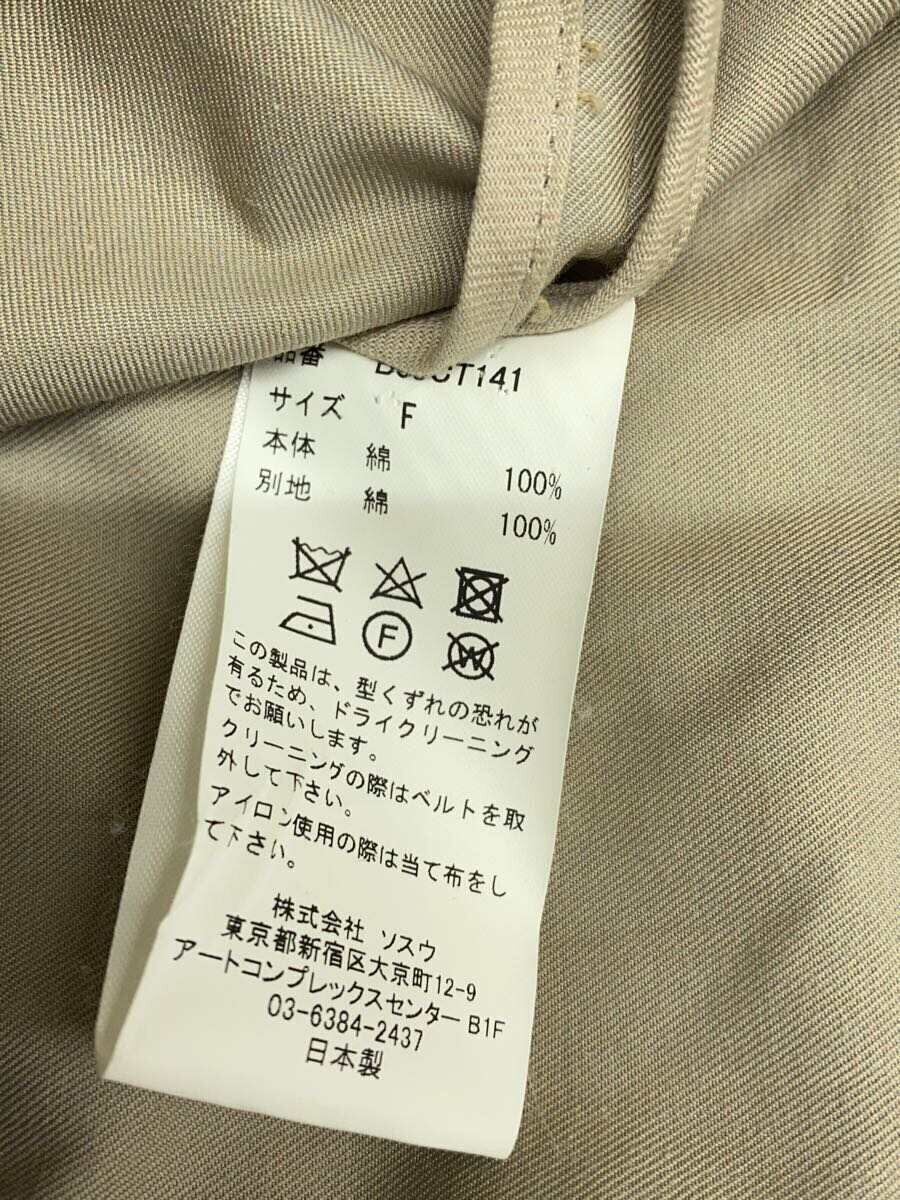 品番
サイズ F
本体 綿 100%
別地 綿 100%
F
W
この製品は、型くずれの恐れが
有るため、ドライクリーニング
でお願いします。
クリーニングの際はベルトを取
外して下さい。
アイロン使用の際は当て布をし
て下さい。
株式会社 ソスウ
東京都新宿区大京町12-9
アートコンプレックスセンター B1F
03-6384-2437
日本製